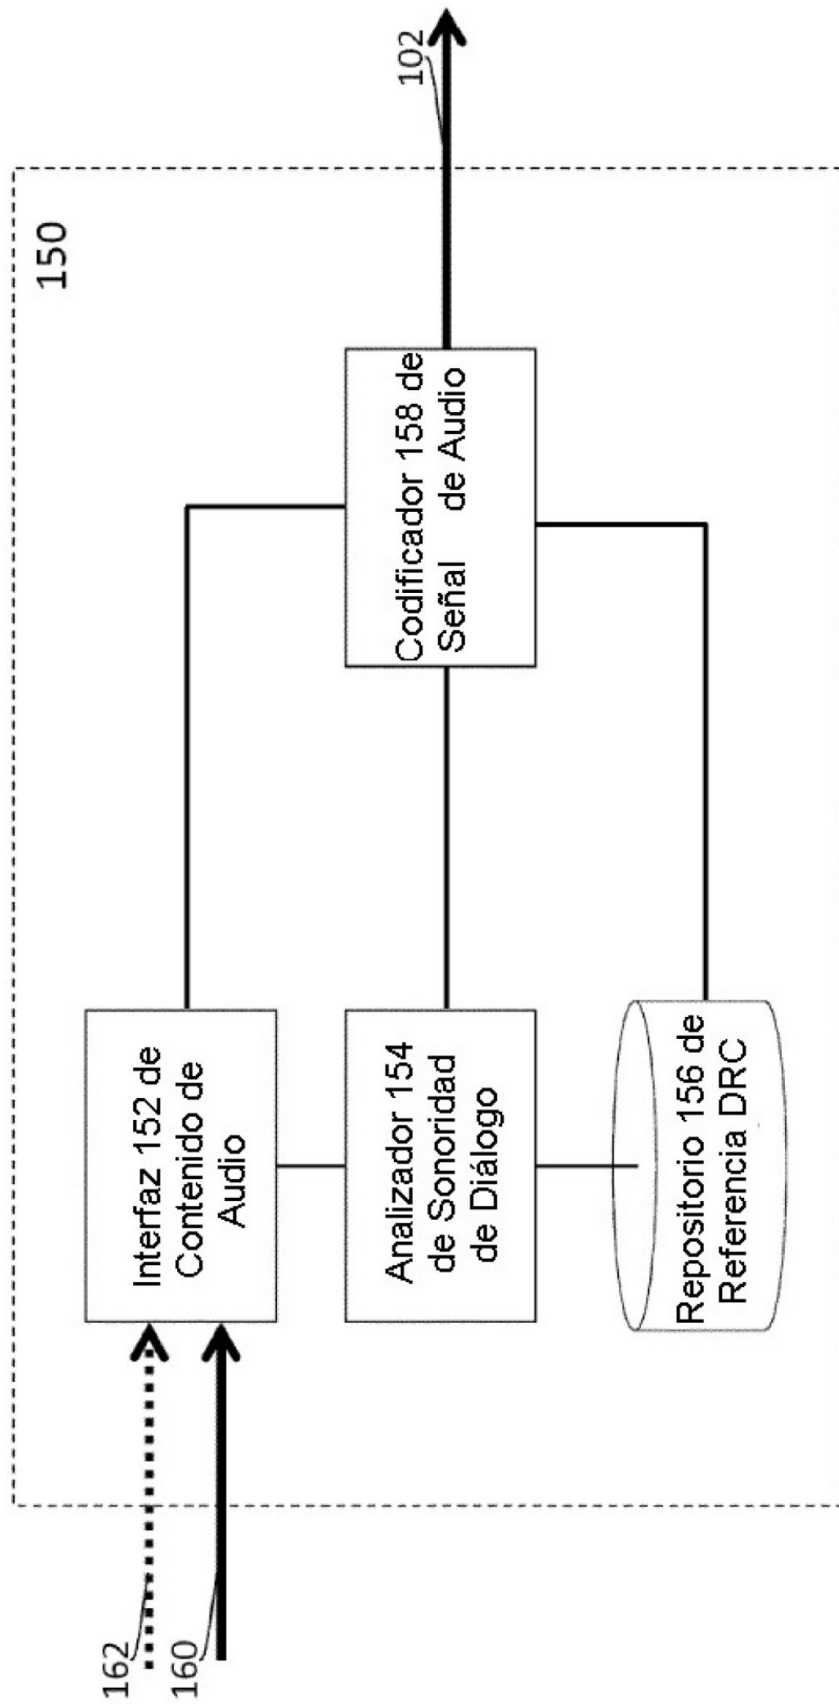 150
162
160
Interfaz 152 de
Contenido de
Audio
Analizador 154
de Sonoridad
de Diálogo
Repositorio 156 de
Referencia DRC
Codificador 158 de
Señal de Audio
102